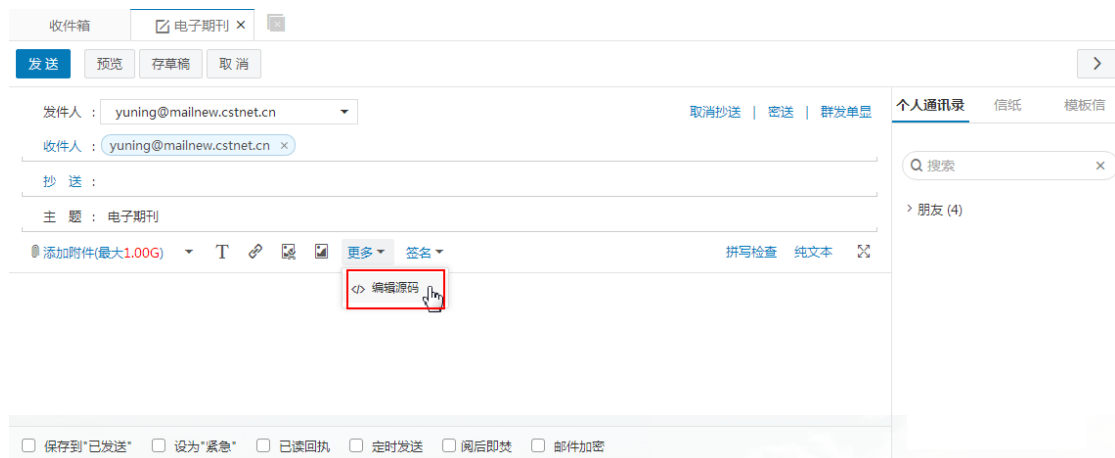 收件箱 电子期刊 ×
发送 预览 存草稿 取消 >
发件人 : yuning@mailnew.cstnet.cn 取消抄送 | 密送 | 群发单显 个人通讯录 信纸 模板信
收件人 : yuning@mailnew.cstnet.cn ×
搜索 ×
抄 送 :
主 题 : 电子期刊
> 朋友 (4)
添加附件(最大1.00G) T 更多 签名 拼写检查 纯文本
</> 编辑源码
保存到"已发送" 设为"紧急" 已读回执 定时发送 阅后即焚 邮件加密